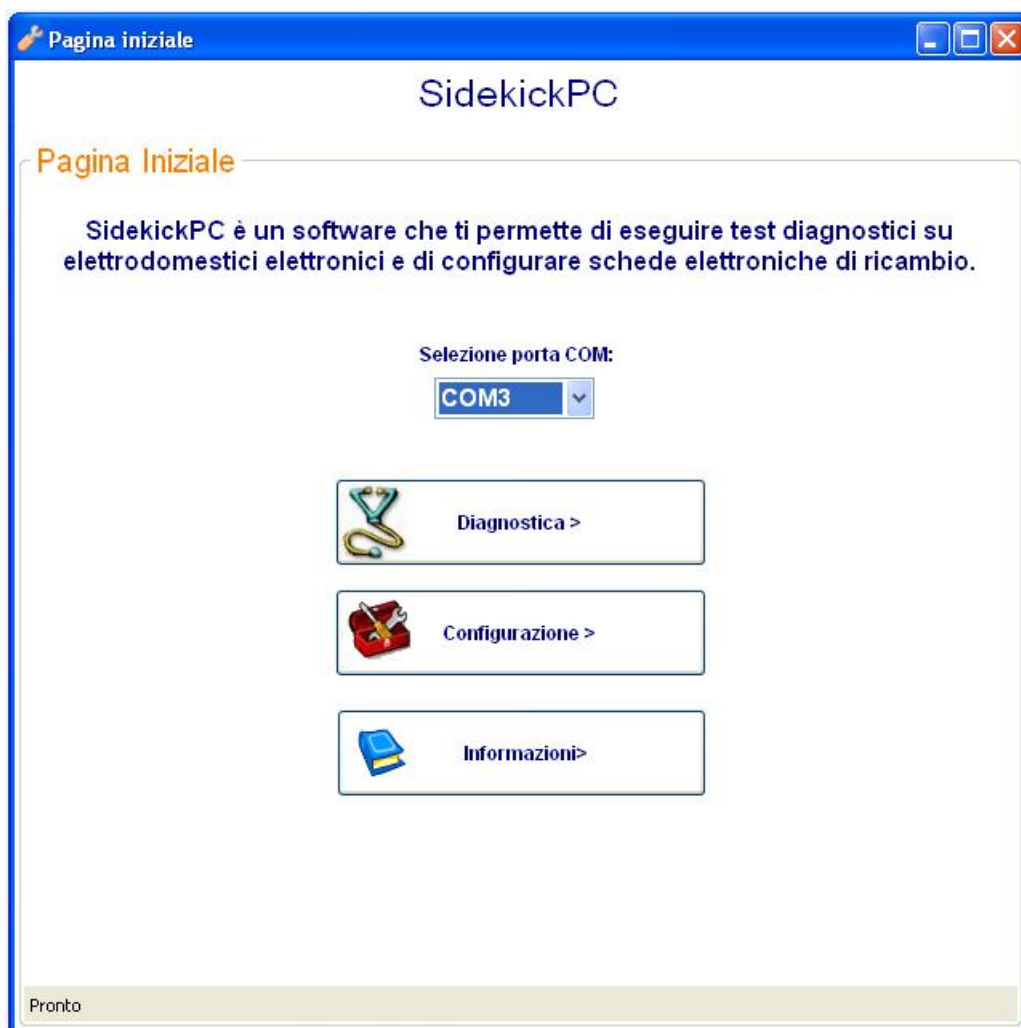 Pagina iniziale
SidekickPC
Pagina Iniziale
SidekickPC è un software che ti permette di eseguire test diagnostici su
elettrodomestici elettronici e di configurare schede elettroniche di ricambio.
Selezione porta COM:
COM3
Diagnostica >
Configurazione >
Informazioni>
Pronto